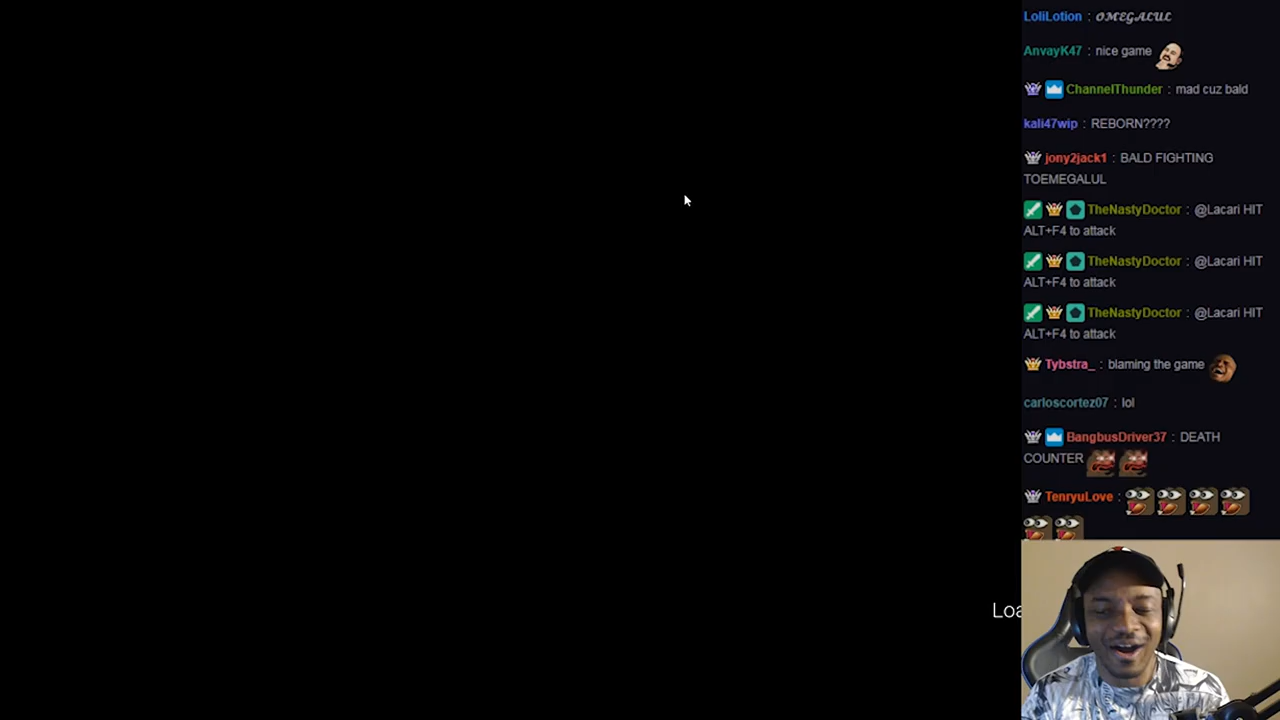 LoliLotion : 𝓞𝓜𝓔𝓖𝓐𝓛𝓤𝓛
AnvayK47 : nice game
ChannelThunder : mad cuz bald
kali47wip : REBORN????
jony2jack1 : BALD FIGHTING
TOEMEGALUL
TheNastyDoctor : @Lacari HIT
ALT+F4 to attack
TheNastyDoctor : @Lacari HIT
ALT+F4 to attack
TheNastyDoctor : @Lacari HIT
ALT+F4 to attack
Tybstra_ : blaming the game
carloscortez07 : lol
BangbusDriver37 : DEATH
COUNTER
TenryuLove :
Loa